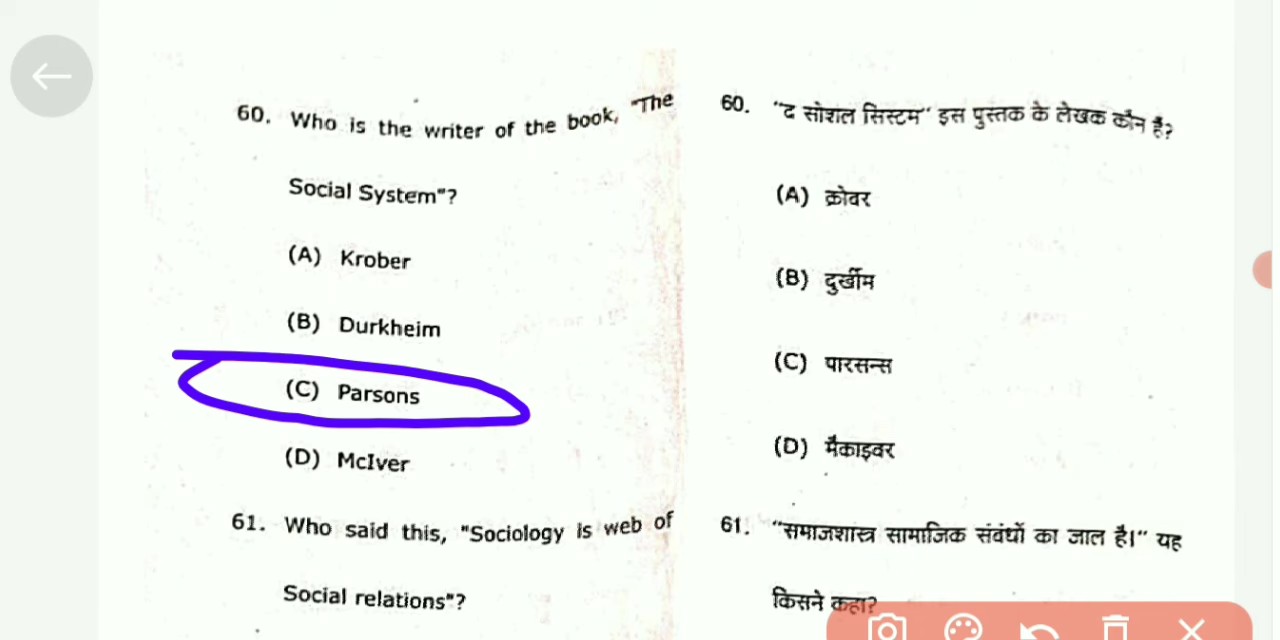 60. Who is the writer of the book, "The
Social System"?
(A) Krober
(B) Durkheim
(C) Parsons
(D) McIver
61. Who said this, "Sociology is web of
Social relations"?
60. "द सोशल सिस्टम" इस पुस्तक के लेखक कौन हैं?
(A) क्रोबर
(B) दुर्खीम
(C) पारसन्स
(D) मैकाइवर
61. "समाजशास्त्र सामाजिक संबंधों का जाल है।" यह
किसने कहा?